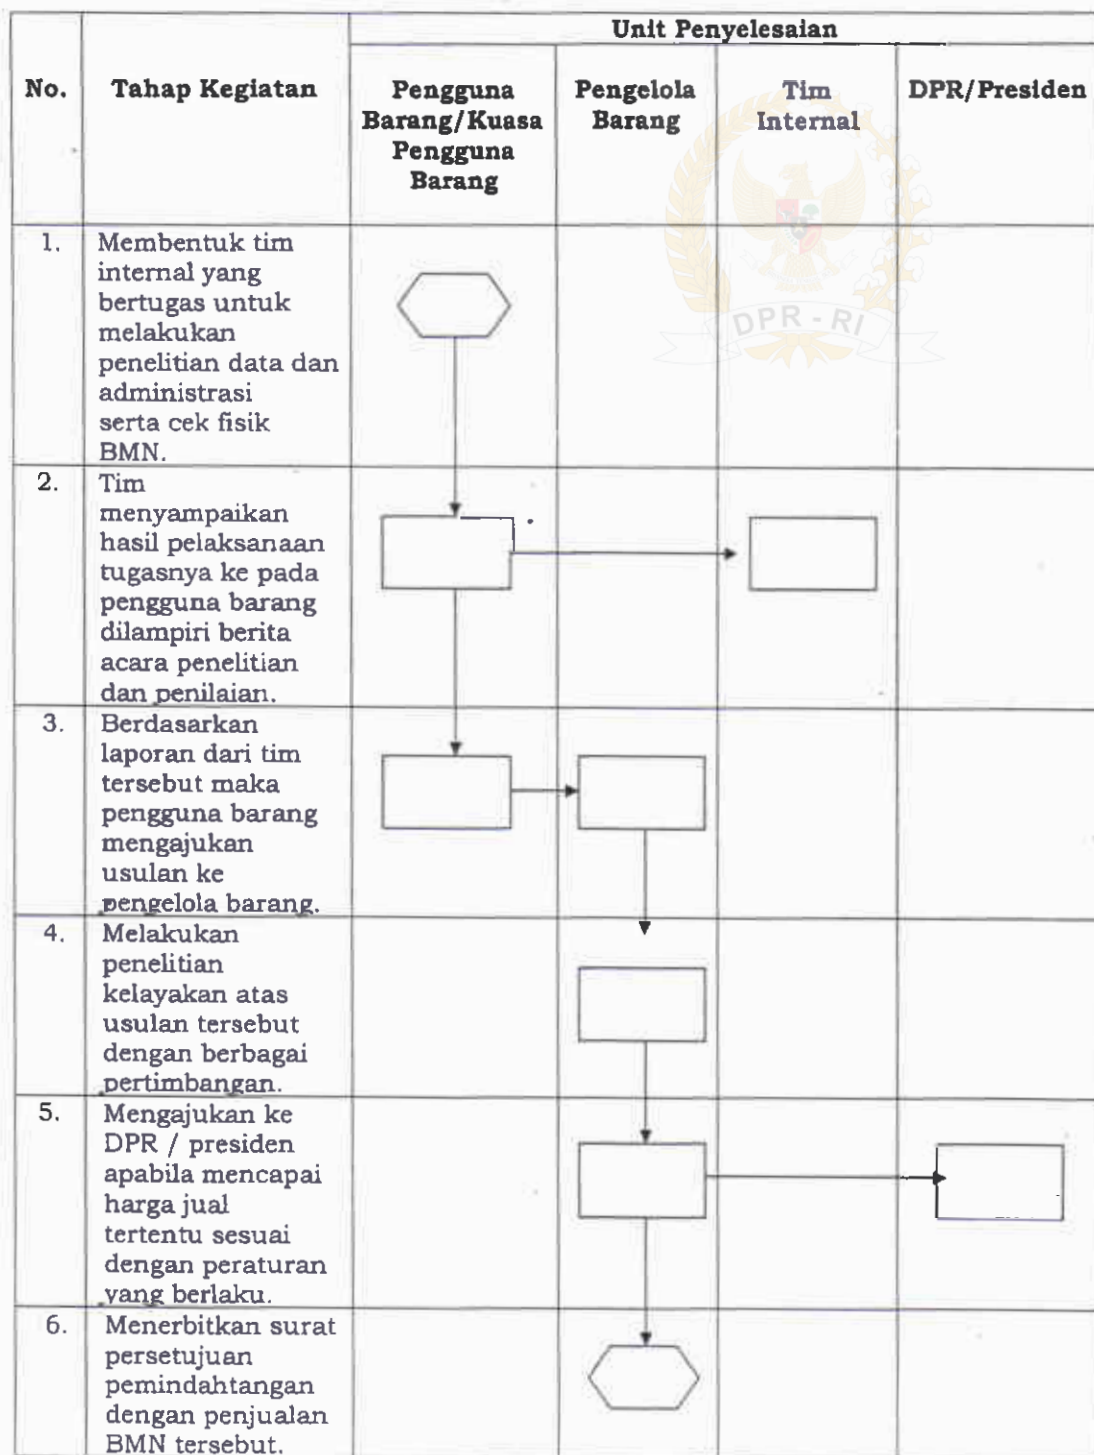 Unit Penyelesaian
No.
Tahap Kegiatan
Pengguna
Barang/Kuasa
Pengguna
Barang
Pengelola
Barang
Tim
Internal
DPR/Presiden
DPR - RI
1.
Membentuk tim
internal yang
bertugas untuk
melakukan
penelitian data dan
administrasi
serta cek fisik
BMN.
2.
Tim
menyampaikan
hasil pelaksanaan
tugasnya ke pada
pengguna barang
dilampiri berita
acara penelitian
dan penilaian.
3.
Berdasarkan
laporan dari tim
tersebut maka
pengguna barang
mengajukan
usulan ke
pengelola barang.
4.
Melakukan
penelitian
kelayakan atas
usulan tersebut
dengan berbagai
pertimbangan.
5.
Mengajukan ke
DPR / presiden
apabila mencapai
harga jual
tertentu sesuai
dengan peraturan
yang berlaku.
6.
Menerbitkan surat
persetujuan
pemindahtangan
dengan penjualan
BMN tersebut.